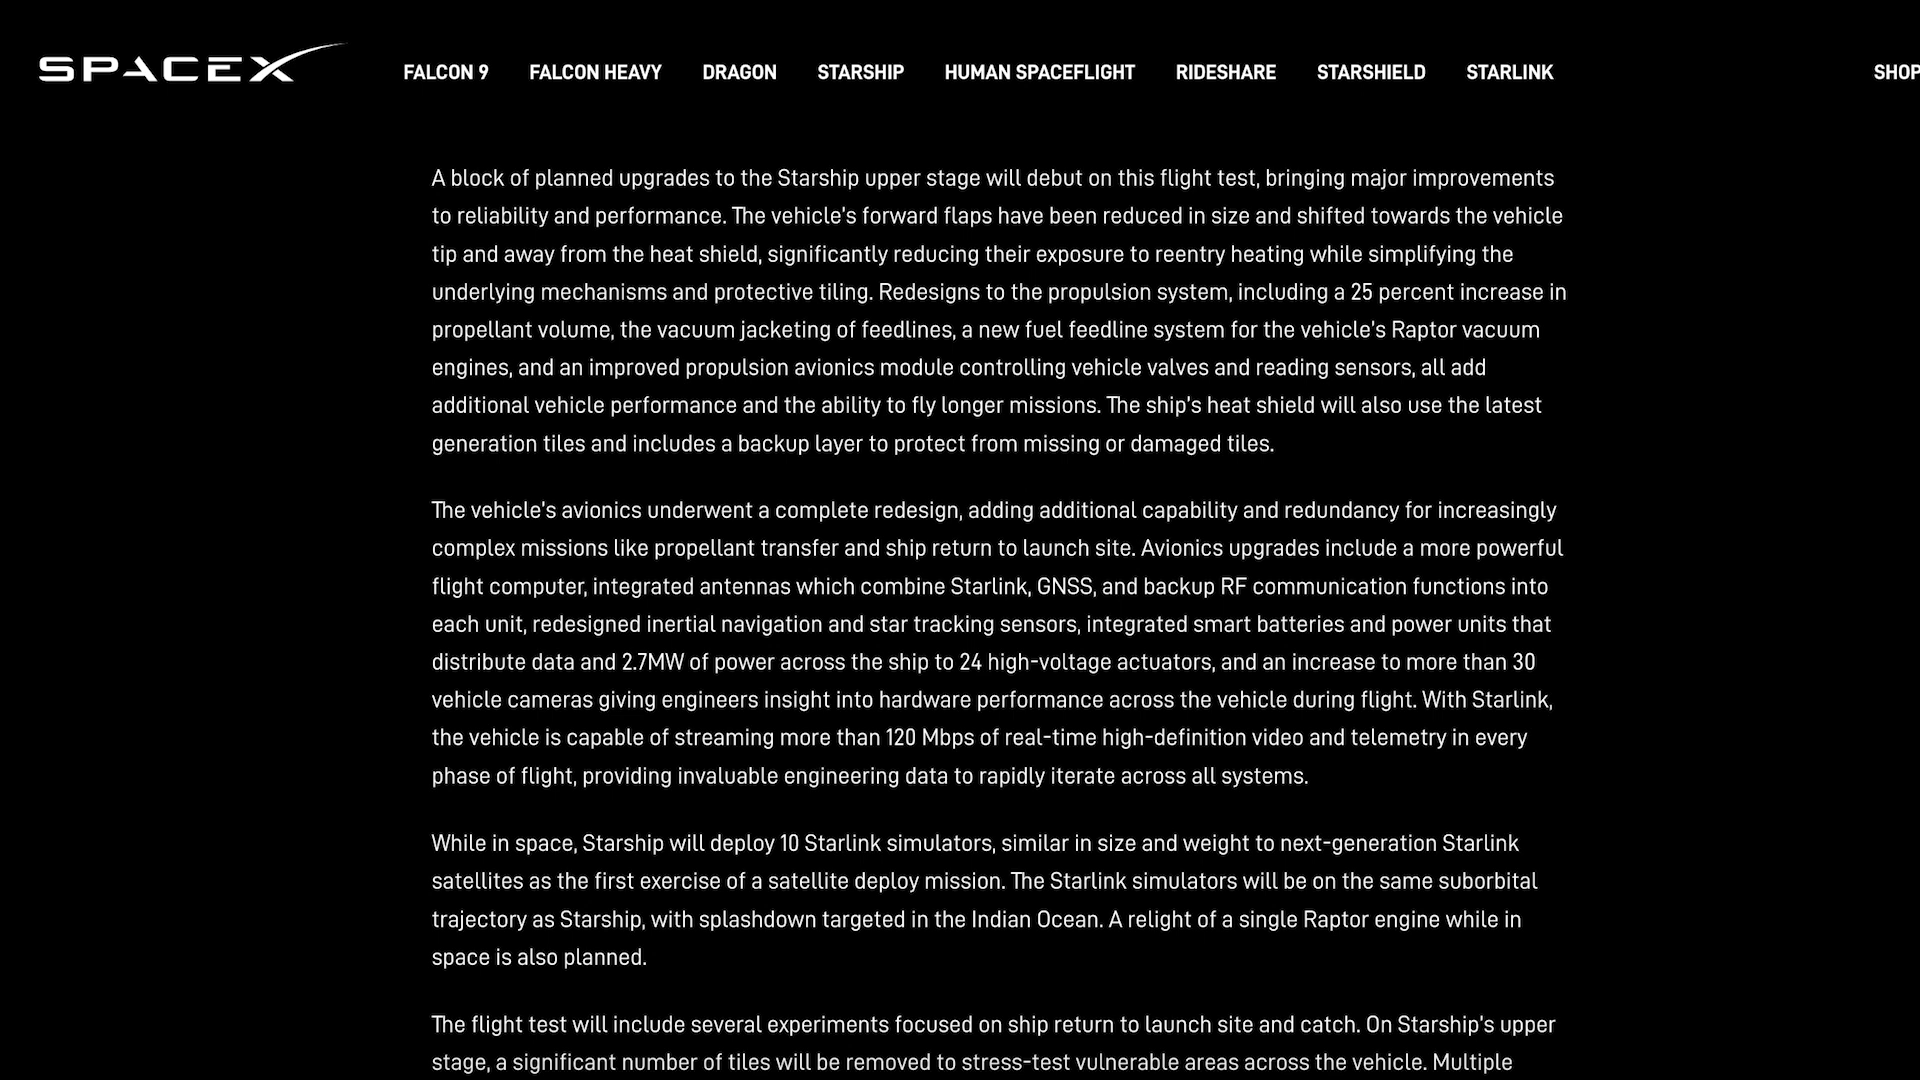 SPACEX FALCON 9 FALCON HEAVY DRAGON STARSHIP HUMAN SPACEFLIGHT RIDESHARE STARSHIELD STARLINK SHOP
A block of planned upgrades to the Starship upper stage will debut on this flight test, bringing major improvements
to reliability and performance. The vehicle's forward flaps have been reduced in size and shifted towards the vehicle
tip and away from the heat shield, significantly reducing their exposure to reentry heating while simplifying the
underlying mechanisms and protective tiling. Redesigns to the propulsion system, including a 25 percent increase in
propellant volume, the vacuum jacketing of feedlines, a new fuel feedline system for the vehicle's Raptor vacuum
engines, and an improved propulsion avionics module controlling vehicle valves and reading sensors, all add
additional vehicle performance and the ability to fly longer missions. The ship's heat shield will also use the latest
generation tiles and includes a backup layer to protect from missing or damaged tiles.
The vehicle's avionics underwent a complete redesign, adding additional capability and redundancy for increasingly
complex missions like propellant transfer and ship return to launch site. Avionics upgrades include a more powerful
flight computer, integrated antennas which combine Starlink, GNSS, and backup RF communication functions into
each unit, redesigned inertial navigation and star tracking sensors, integrated smart batteries and power units that
distribute data and 2.7MW of power across the ship to 24 high-voltage actuators, and an increase to more than 30
vehicle cameras giving engineers insight into hardware performance across the vehicle during flight. With Starlink,
the vehicle is capable of streaming more than 120 Mbps of real-time high-definition video and telemetry in every
phase of flight, providing invaluable engineering data to rapidly iterate across all systems.
While in space, Starship will deploy 10 Starlink simulators, similar in size and weight to next-generation Starlink
satellites as the first exercise of a satellite deploy mission. The Starlink simulators will be on the same suborbital
trajectory as Starship, with splashdown targeted in the Indian Ocean. A relight of a single Raptor engine while in
space is also planned.
The flight test will include several experiments focused on ship return to launch site and catch. On Starship's upper
stage, a significant number of tiles will be removed to stress-test vulnerable areas across the vehicle. Multiple